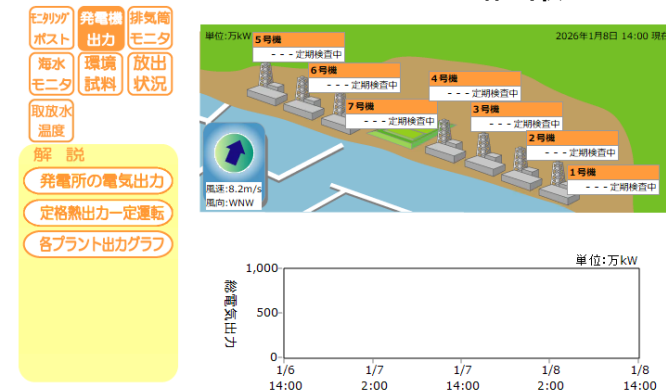 モニタリング
ポスト
発電機
出力
排気筒
モニタ
海水
モニタ
環境
試料
放出
状況
取放水
温度
解 説
発電所の電気出力
定格熱出力一定運転
各プラント出力グラフ
単位:万kW
2026年1月8日 14:00 現在
5号機
- - - 定期検査中
6号機
- - - 定期検査中
7号機
- - - 定期検査中
4号機
- - - 定期検査中
3号機
- - - 定期検査中
2号機
- - - 定期検査中
1号機
- - - 定期検査中
風速:8.2m/s
風向:WNW
単位:万kW
総電気出力
1,000
500
0
1/6 1/7 1/7 1/8 1/8
14:00 2:00 14:00 2:00 14:00